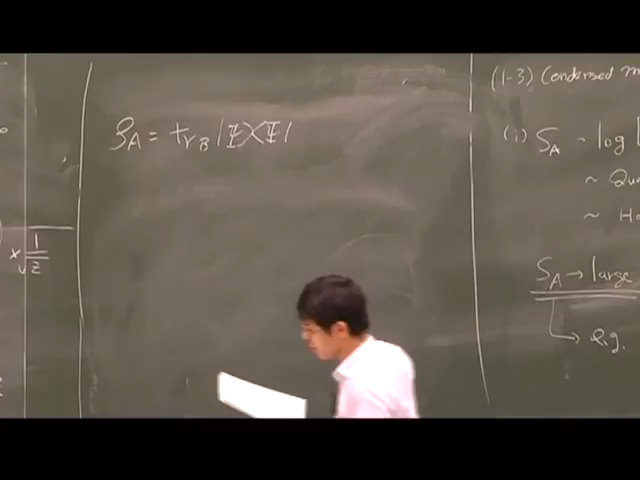 × 1/√2
ρ_A = tr_B |Ψ⟩⟨Ψ|
(1-3) Condensed m
(i) S_A ~ log
~ Qu
~ H
S_A → large
→ e.g.